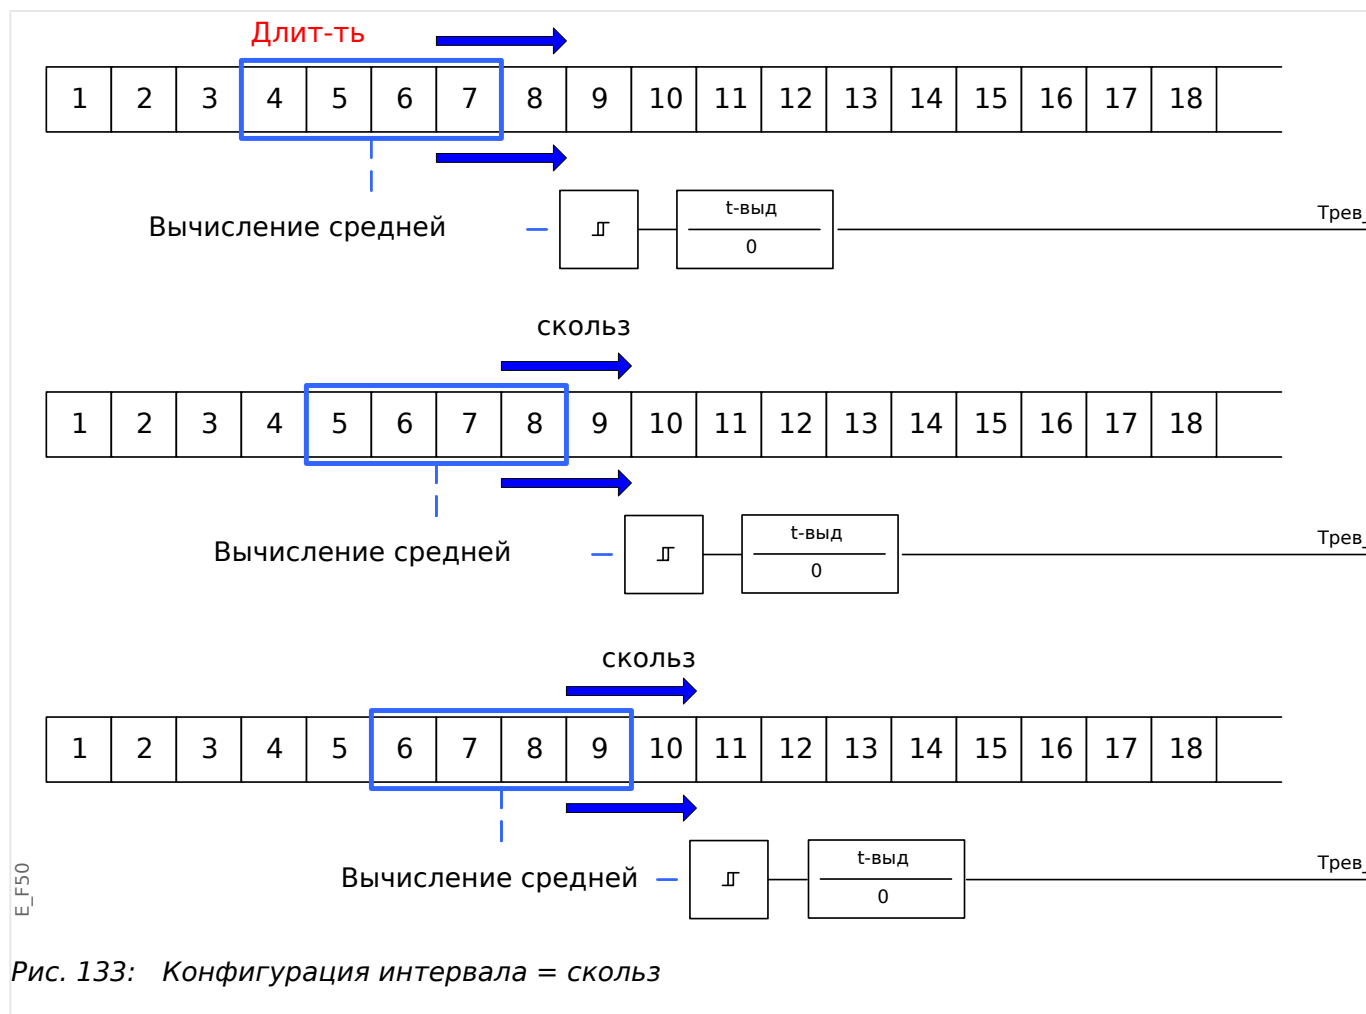 Длит-ть
1 2 3 4 5 6 7 8 9 10 11 12 13 14 15 16 17 18
t-выд
Трев_
Вычисление средней
0
скольз
1 2 3 4 5 6 7 8 9 10 11 12 13 14 15 16 17 18
t-выд
Трев_
Вычисление средней
0
скольз
1 2 3 4 5 6 7 8 9 10 11 12 13 14 15 16 17 18
t-выд
Трев_
Вычисление средней
0
E_F50
Рис. 133: Конфигурация интервала = скольз